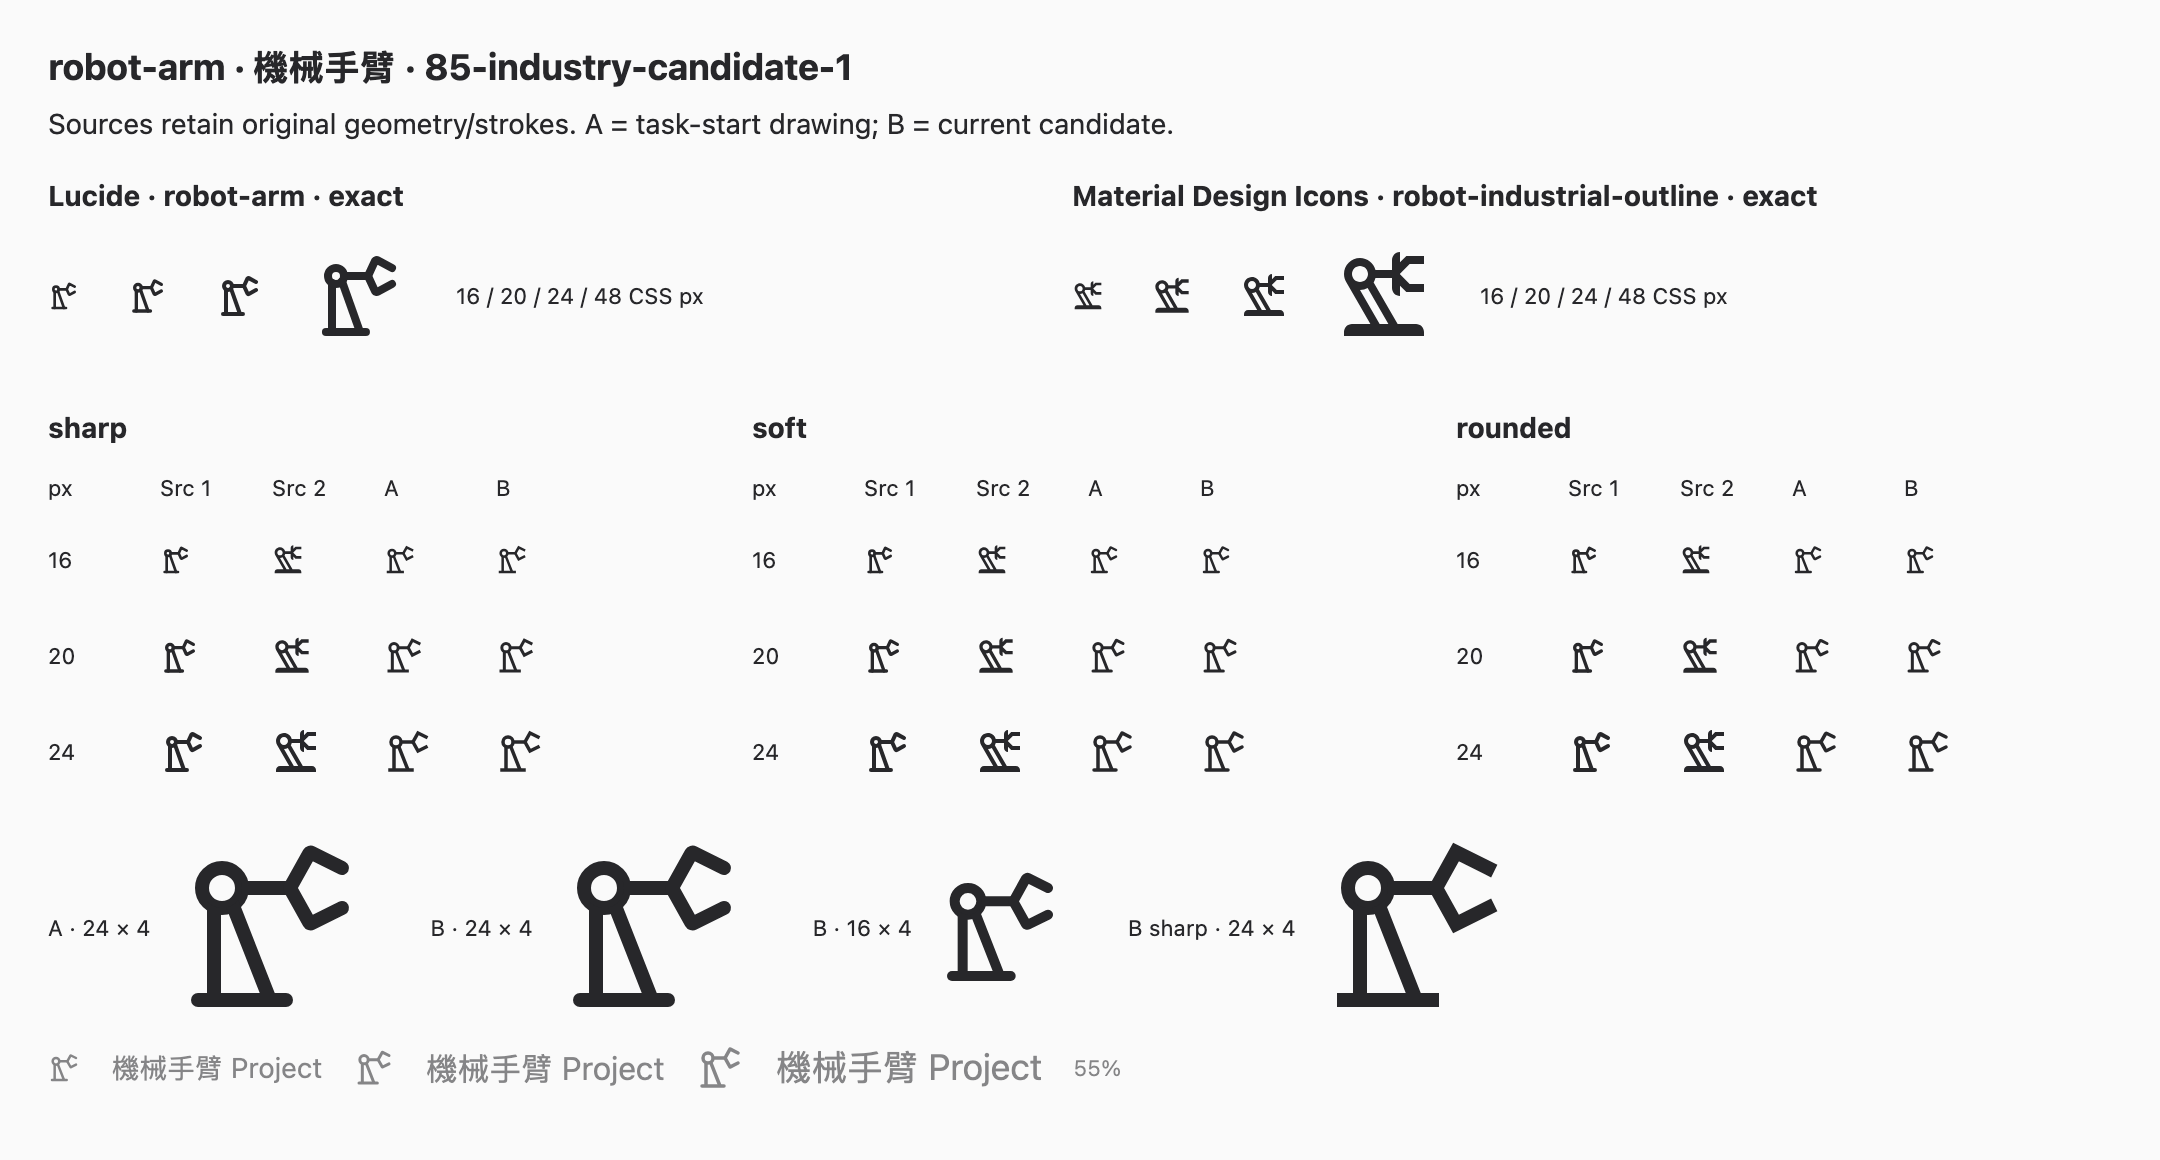 robot-arm · 機械手臂 · 85-industry-candidate-1
Sources retain original geometry/strokes. A = task-start drawing; B = current candidate.
Lucide · robot-arm · exact
16 / 20 / 24 / 48 CSS px
Material Design Icons · robot-industrial-outline · exact
16 / 20 / 24 / 48 CSS px
sharp
px Src 1 Src 2 A B
16
20
24
soft
px Src 1 Src 2 A B
16
20
24
rounded
px Src 1 Src 2 A B
16
20
24
A · 24 × 4
B · 24 × 4
B · 16 × 4
B sharp · 24 × 4
機械手臂 Project 機械手臂 Project 機械手臂 Project 55%